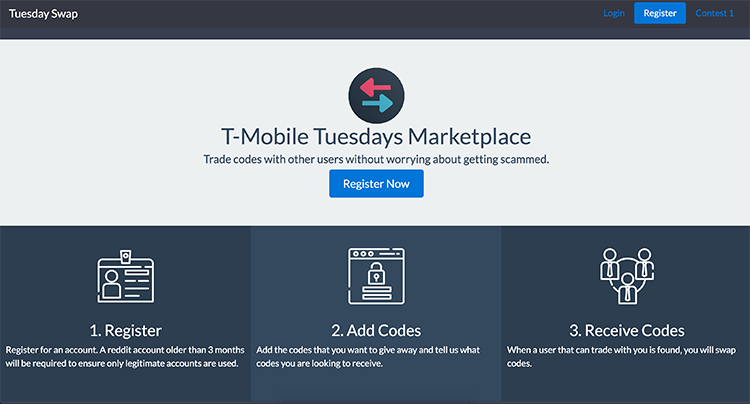 Tuesday Swap
Login
Register
Contest 1
T-Mobile Tuesdays Marketplace
Trade codes with other users without worrying about getting scammed.
Register Now
1. Register
Register for an account. A reddit account older than 3 months
will be required to ensure only legitimate accounts are used.
2. Add Codes
Add the codes that you want to give away and tell us what
codes you are looking to receive.
3. Receive Codes
When a user that can trade with you is found, you will swap
codes.